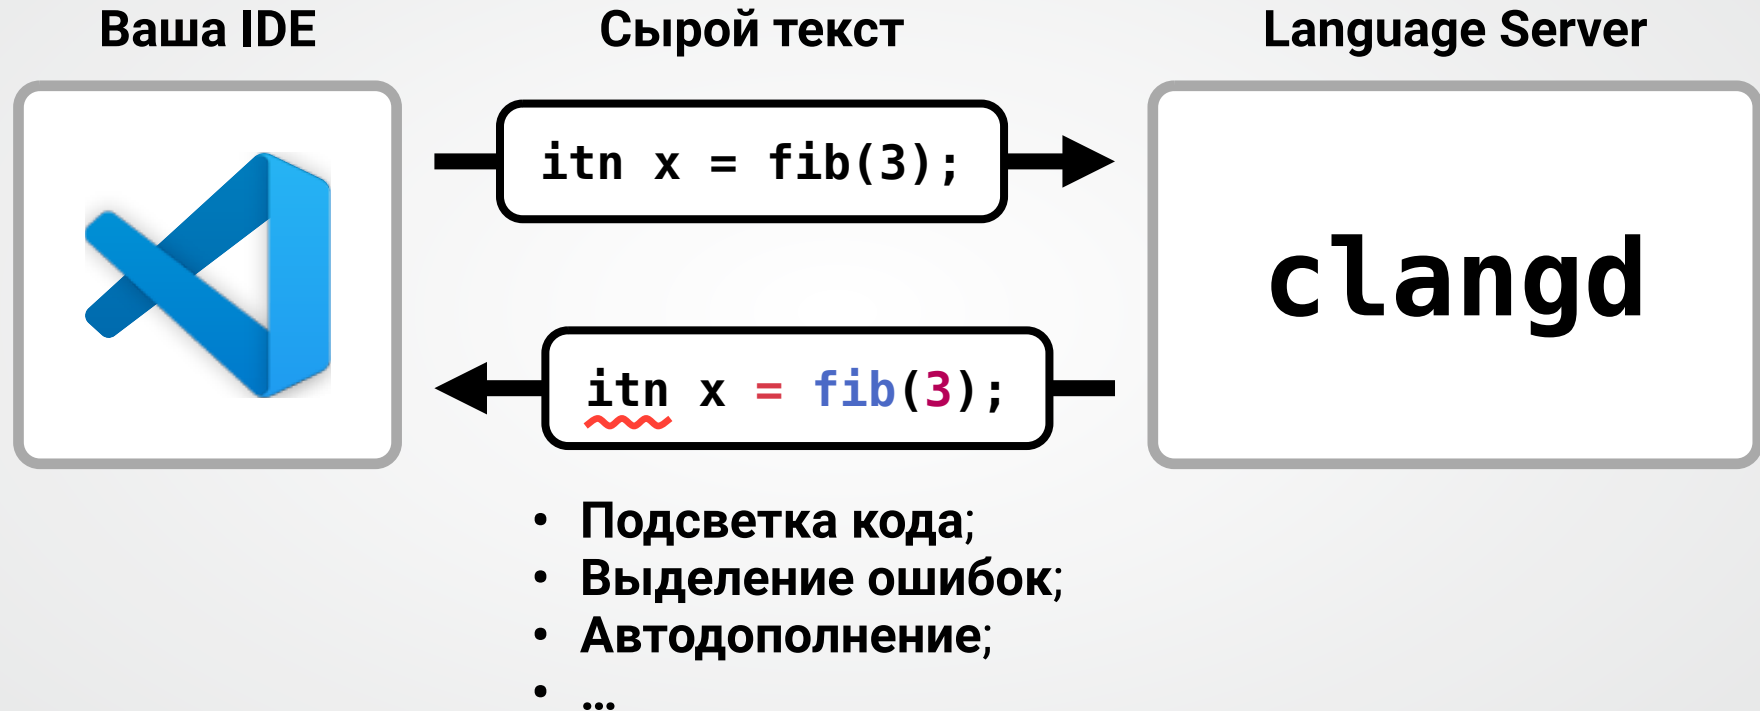 Ваша IDE
Сырой текст
Language Server
itn x = fib(3);
clangd
itn x = fib(3);
• Подсветка кода;
• Выделение ошибок;
• Автодополнение;
• ...